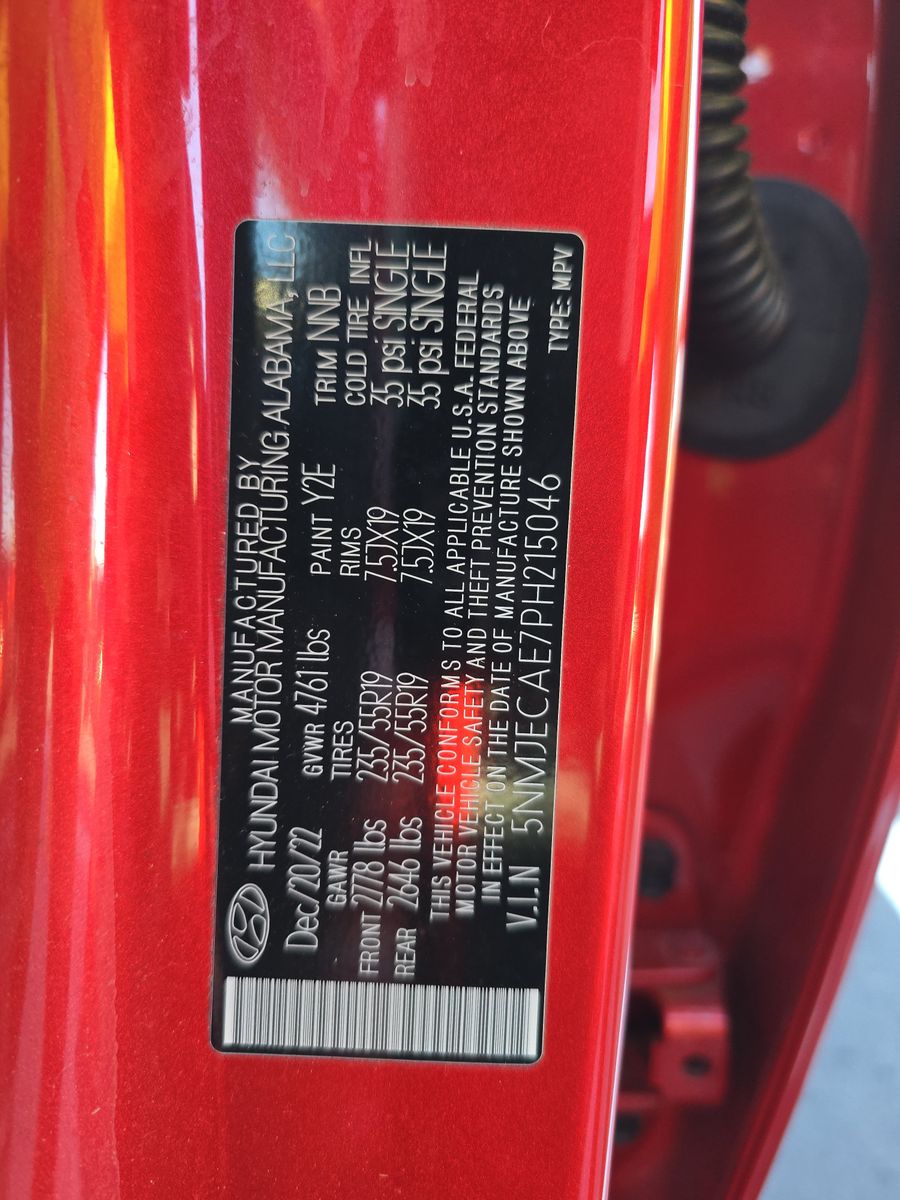 MANUFACTURED BY
HYUNDAI MOTOR MANUFACTURING ALABAMA, LLC
Dec/20/22 GVWR 4761 lbs PAINT Y2E TRIM NNB
GAWR TIRES RIMS COLD TIRE INFL
FRONT 2778 lbs 235/55R19 7.5JX19 35 psi SINGLE
REAR 2646 lbs 235/55R19 7.5JX19 35 psi SINGLE
THIS VEHICLE CONFORMS TO ALL APPLICABLE U.S.A. FEDERAL
MOTOR VEHICLE SAFETY AND THEFT PREVENTION STANDARDS
IN EFFECT ON THE DATE OF MANUFACTURE SHOWN ABOVE
V.I.N 5NMJECAE7PH215046 TYPE: MPV